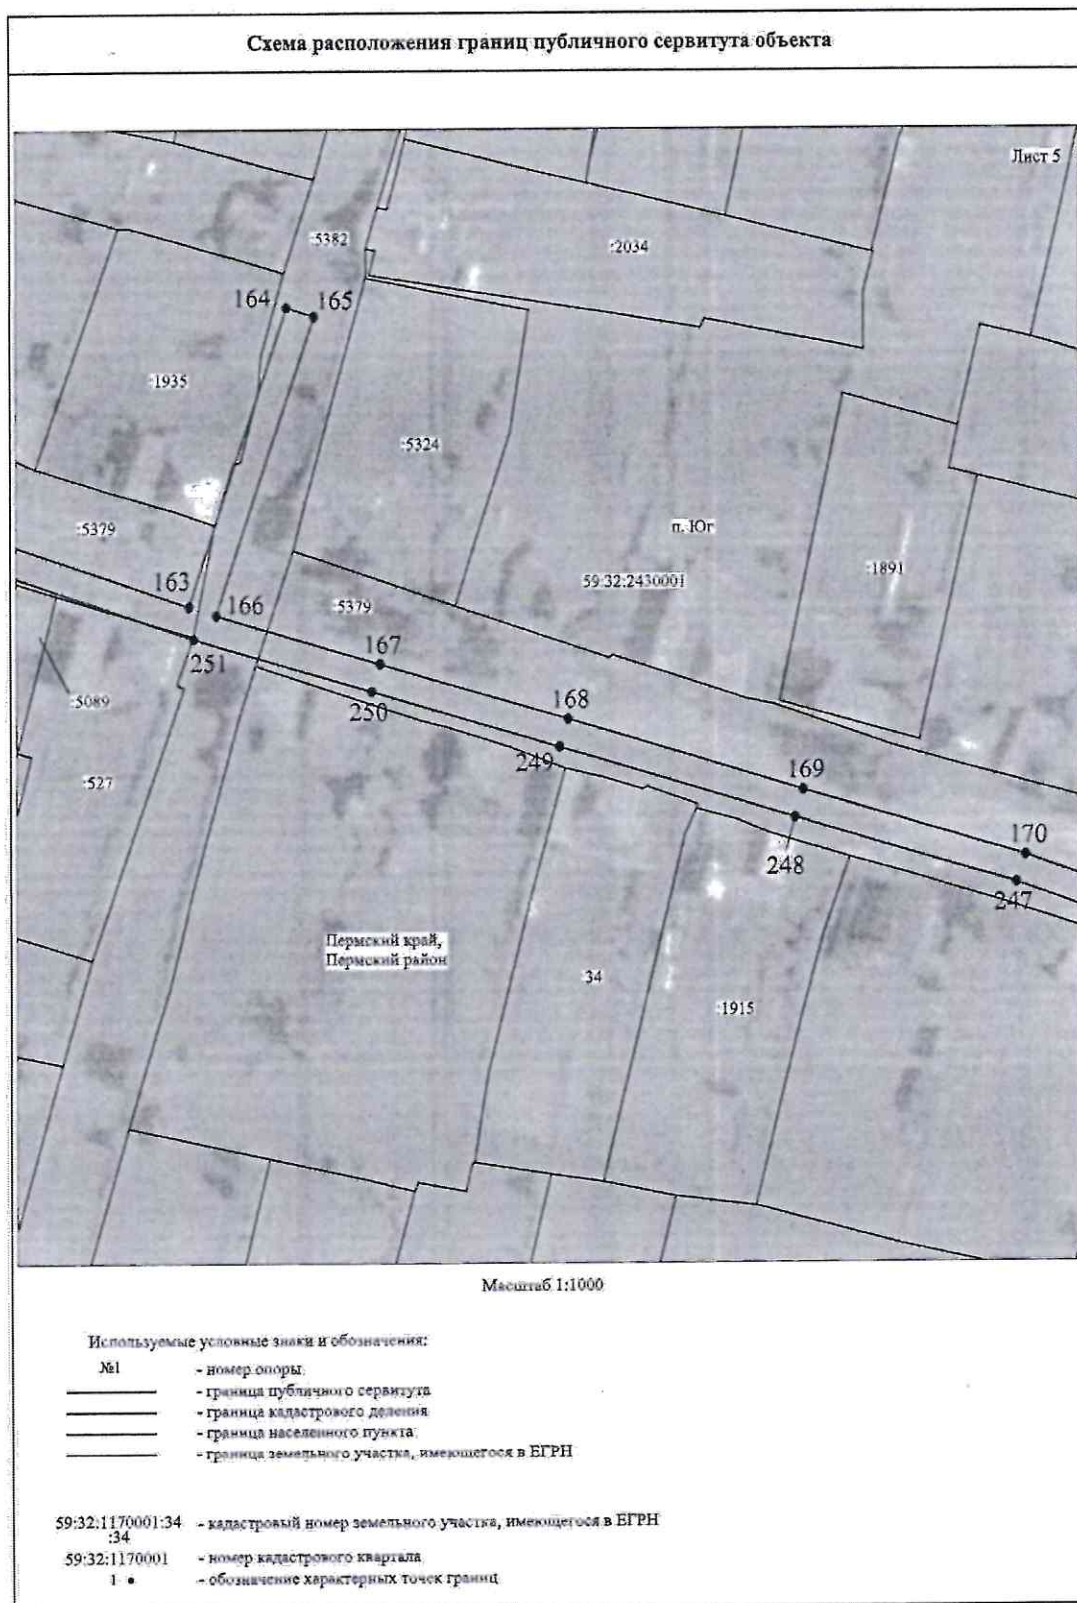 Схема расположения границ публичного сервитута объекта
Лист 5
:5382
:2034
164
165
:1935
:5324
п. Юг
:5379
59:32:2430001
:1891
163
166
:5379
167
251
:5089
250
168
249
:527
169
248
170
247
Пермский край,
Пермский район
:34
:1915
Масштаб 1:1000
Используемые условные знаки и обозначения:
№1 - номер опоры
- граница публичного сервитута
- граница кадастрового деления
- граница населенного пункта
- граница земельного участка, имеющегося в ЕГРН
59:32:1170001:34 - кадастровый номер земельного участка, имеющегося в ЕГРН
:34
59:32:1170001 - номер кадастрового квартала
1 • - обозначение характерных точек границ